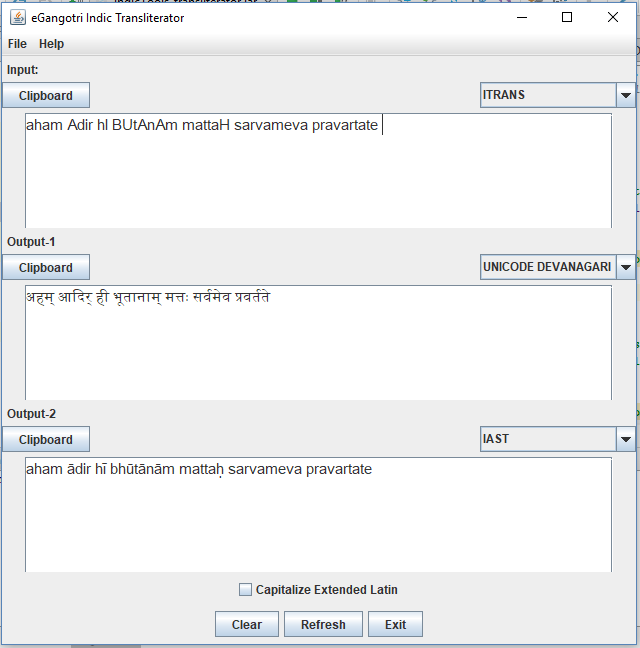 eGangotri Indic Transliterator
File Help
Input:
Clipboard ITRANS
aham Adir hI BUtAnAm mattaH sarvameva pravartate
Output-1
Clipboard UNICODE DEVANAGARI
अहम् आदिर् ही भूतानाम् मत्तः सर्वमेव प्रवर्तते
Output-2
Clipboard IAST
aham ādir hī bhūtānām mattaḥ sarvameva pravartate
Capitalize Extended Latin
Clear Refresh Exit